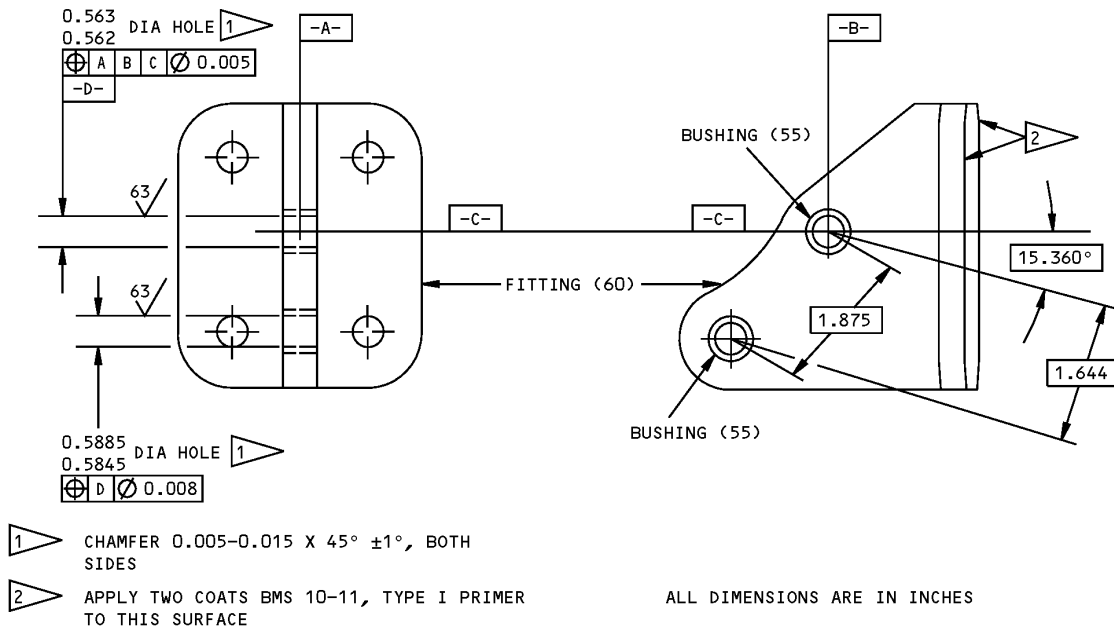 0.563
0.562
DIA HOLE 1
A B C Ø 0.005
-D-
-A-
-B-
63
63
-C-
-C-
BUSHING (55)
2
15.360°
FITTING (60)
1.875
1.644
BUSHING (55)
0.5885
0.5845
DIA HOLE 1
D Ø 0.008
1 CHAMFER 0.005-0.015 X 45° ±1°, BOTH
SIDES
2 APPLY TWO COATS BMS 10-11, TYPE I PRIMER
TO THIS SURFACE
ALL DIMENSIONS ARE IN INCHES